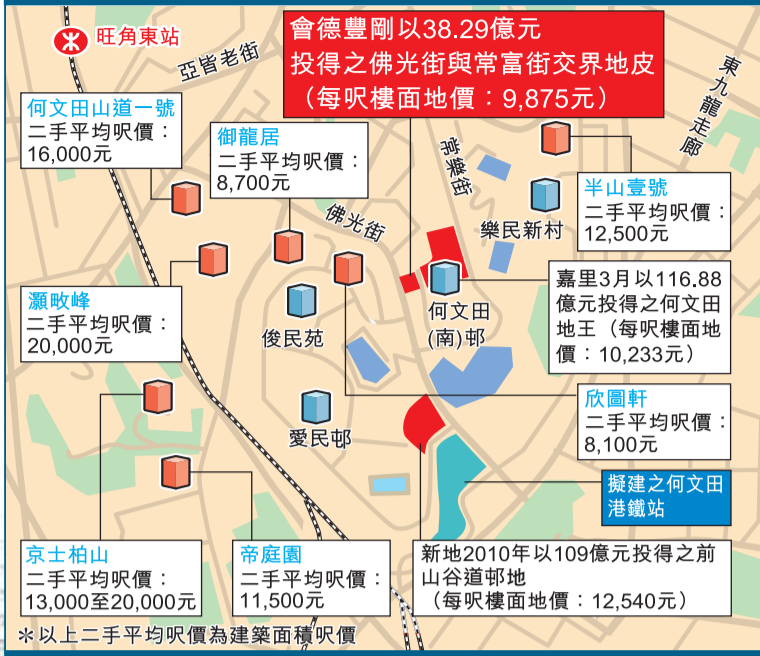 旺角東站
亞皆老街
會德豐剛以38.29億元
投得之佛光街與常富街交界地皮
（每呎樓面地價：9,875元）
東九龍走廊
何文田山道一號
二手平均呎價：
16,000元
御龍居
二手平均呎價：
8,700元
常樂街
佛光街
樂民新村
半山壹號
二手平均呎價：
12,500元
灝畋峰
二手平均呎價：
20,000元
俊民苑
何文田
(南)邨
嘉里3月以116.88
億元投得之何文田
地王（每呎樓面地
價：10,233元）
愛民邨
欣圖軒
二手平均呎價：
8,100元
擬建之何文田
港鐵站
京士柏山
二手平均呎價：
13,000至20,000元
帝庭園
二手平均呎價：
11,500元
新地2010年以109億元投得之前
山谷道邨地
（每呎樓面地價：12,540元）
＊以上二手平均呎價為建築面積呎價